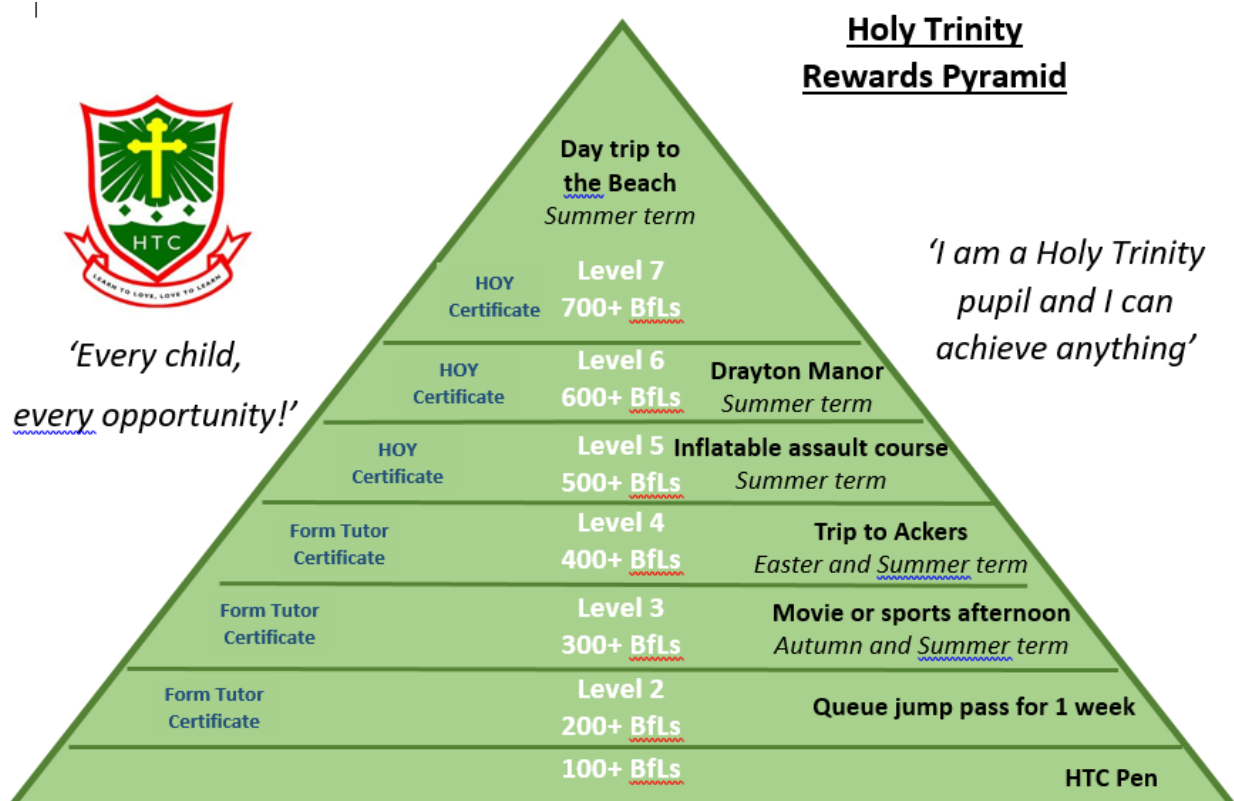 Holy Trinity
Rewards Pyramid
HTC
LEARN TO LOVE, LOVE TO LEARN
'Every child,
every opportunity!'
'I am a Holy Trinity
pupil and I can
achieve anything'
Day trip to
the Beach
Summer term
HOY
Certificate
Level 7
700+ BfLs
HOY
Certificate
Level 6
600+ BfLs
Drayton Manor
Summer term
HOY
Certificate
Level 5
500+ BfLs
Inflatable assault course
Summer term
Form Tutor
Certificate
Level 4
400+ BfLs
Trip to Ackers
Easter and Summer term
Form Tutor
Certificate
Level 3
300+ BfLs
Movie or sports afternoon
Autumn and Summer term
Form Tutor
Certificate
Level 2
200+ BfLs
Queue jump pass for 1 week
100+ BfLs
HTC Pen